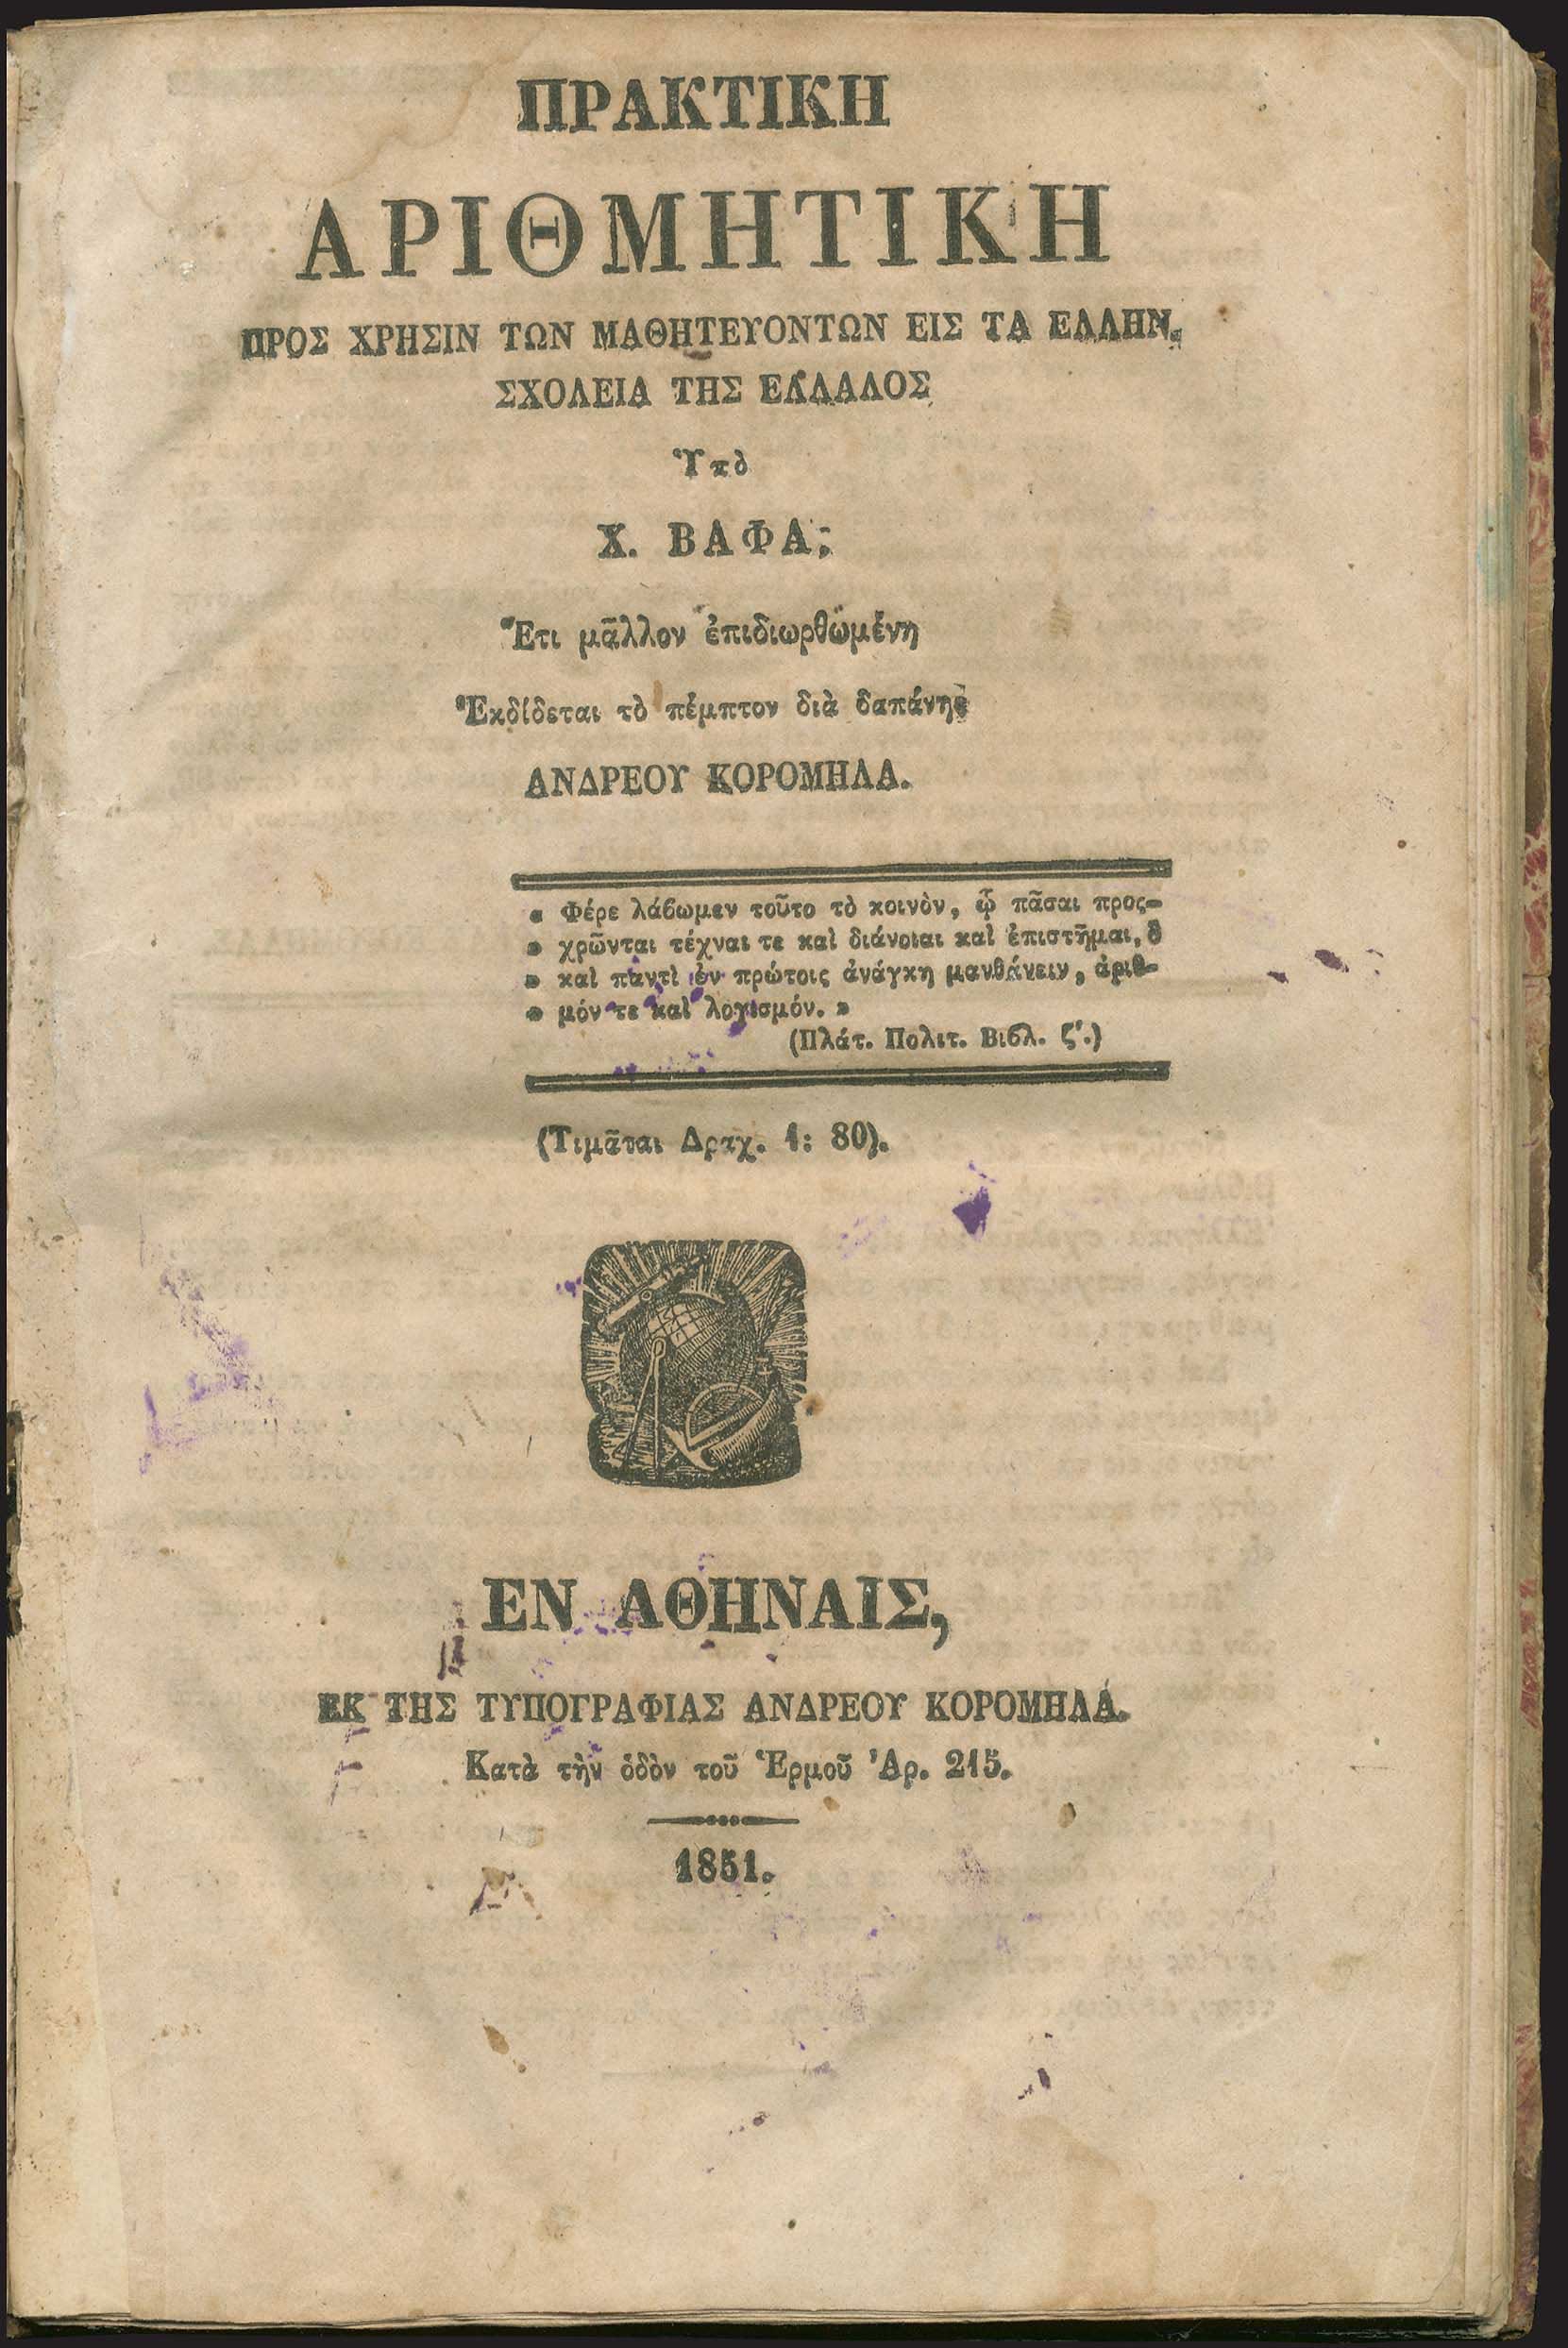 ΠΡΑΚΤΙΚΗ
ΑΡΙΘΜΗΤΙΚΗ
ΠΡΟΣ ΧΡΗΣΙΝ ΤΩΝ ΜΑΘΗΤΕΥΟΝΤΩΝ ΕΙΣ ΤΑ ΕΛΛΗΝ.
ΣΧΟΛΕΙΑ ΤΗΣ ΕΛΛΑΔΟΣ
Ὑπὸ
Χ. ΒΑΦΑ;
Ἔτι μᾶλλον ἐπιδιωρθωμένη
Ἐκδίδεται τὸ πέμπτον διὰ δαπάνης
ΑΝΔΡΕΟΥ ΚΟΡΟΜΗΛΑ.
« Φέρε λάβωμεν τοῦτο τὸ κοινὸν, ᾧ πᾶσαι προς-
» χρῶνται τέχναι τε καὶ διάνοιαι καὶ ἐπιστῆμαι, ὃ
» καὶ παντὶ ἐν πρώτοις ἀνάγκη μανθάνειν, ἀριθ-
» μόν τε καὶ λογισμόν. »
(Πλάτ. Πολιτ. Βιβλ. ζ'.)
(Τιμᾶται Δραχ. 1: 80).
ΕΝ ΑΘΗΝΑΙΣ,
ΕΚ ΤΗΣ ΤΥΠΟΓΡΑΦΙΑΣ ΑΝΔΡΕΟΥ ΚΟΡΟΜΗΛΑ.
Κατὰ τὴν ὁδὸν τοῦ Ἑρμοῦ Ἀρ. 215.
1851.